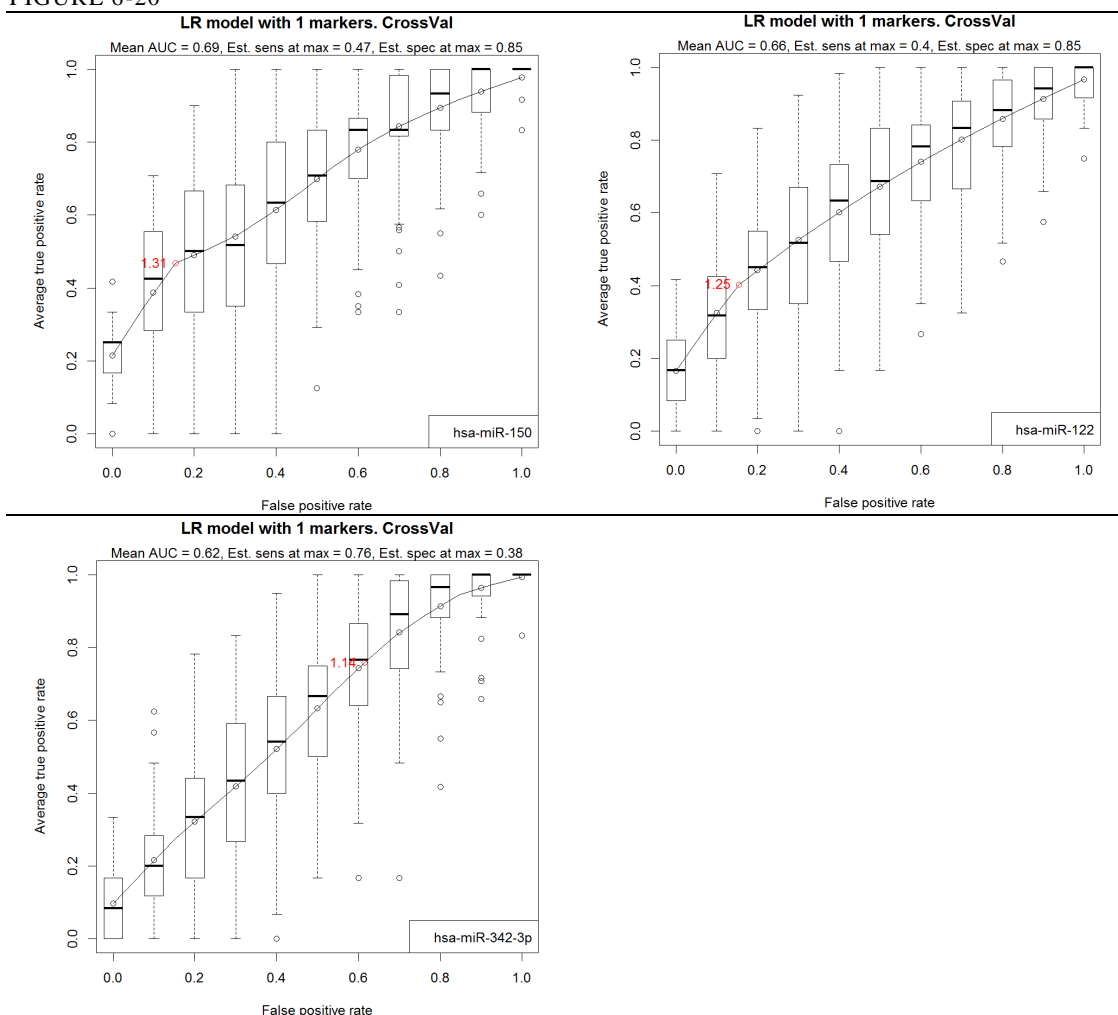 FIGURE 6-20
LR model with 1 markers. CrossVal
Mean AUC = 0.69, Est. sens at max = 0.47, Est. spec at max = 0.85
1.0
0.8
0.6
0.4
0.2
0.0
Average true positive rate
1.31
hsa-miR-150
0.0 0.2 0.4 0.6 0.8 1.0
False positive rate
LR model with 1 markers. CrossVal
Mean AUC = 0.66, Est. sens at max = 0.4, Est. spec at max = 0.85
1.0
0.8
0.6
0.4
0.2
0.0
Average true positive rate
1.25
hsa-miR-122
0.0 0.2 0.4 0.6 0.8 1.0
False positive rate
LR model with 1 markers. CrossVal
Mean AUC = 0.62, Est. sens at max = 0.76, Est. spec at max = 0.38
1.0
0.8
0.6
0.4
0.2
0.0
Average true positive rate
1.14
hsa-miR-342-3p
0.0 0.2 0.4 0.6 0.8 1.0
False positive rate